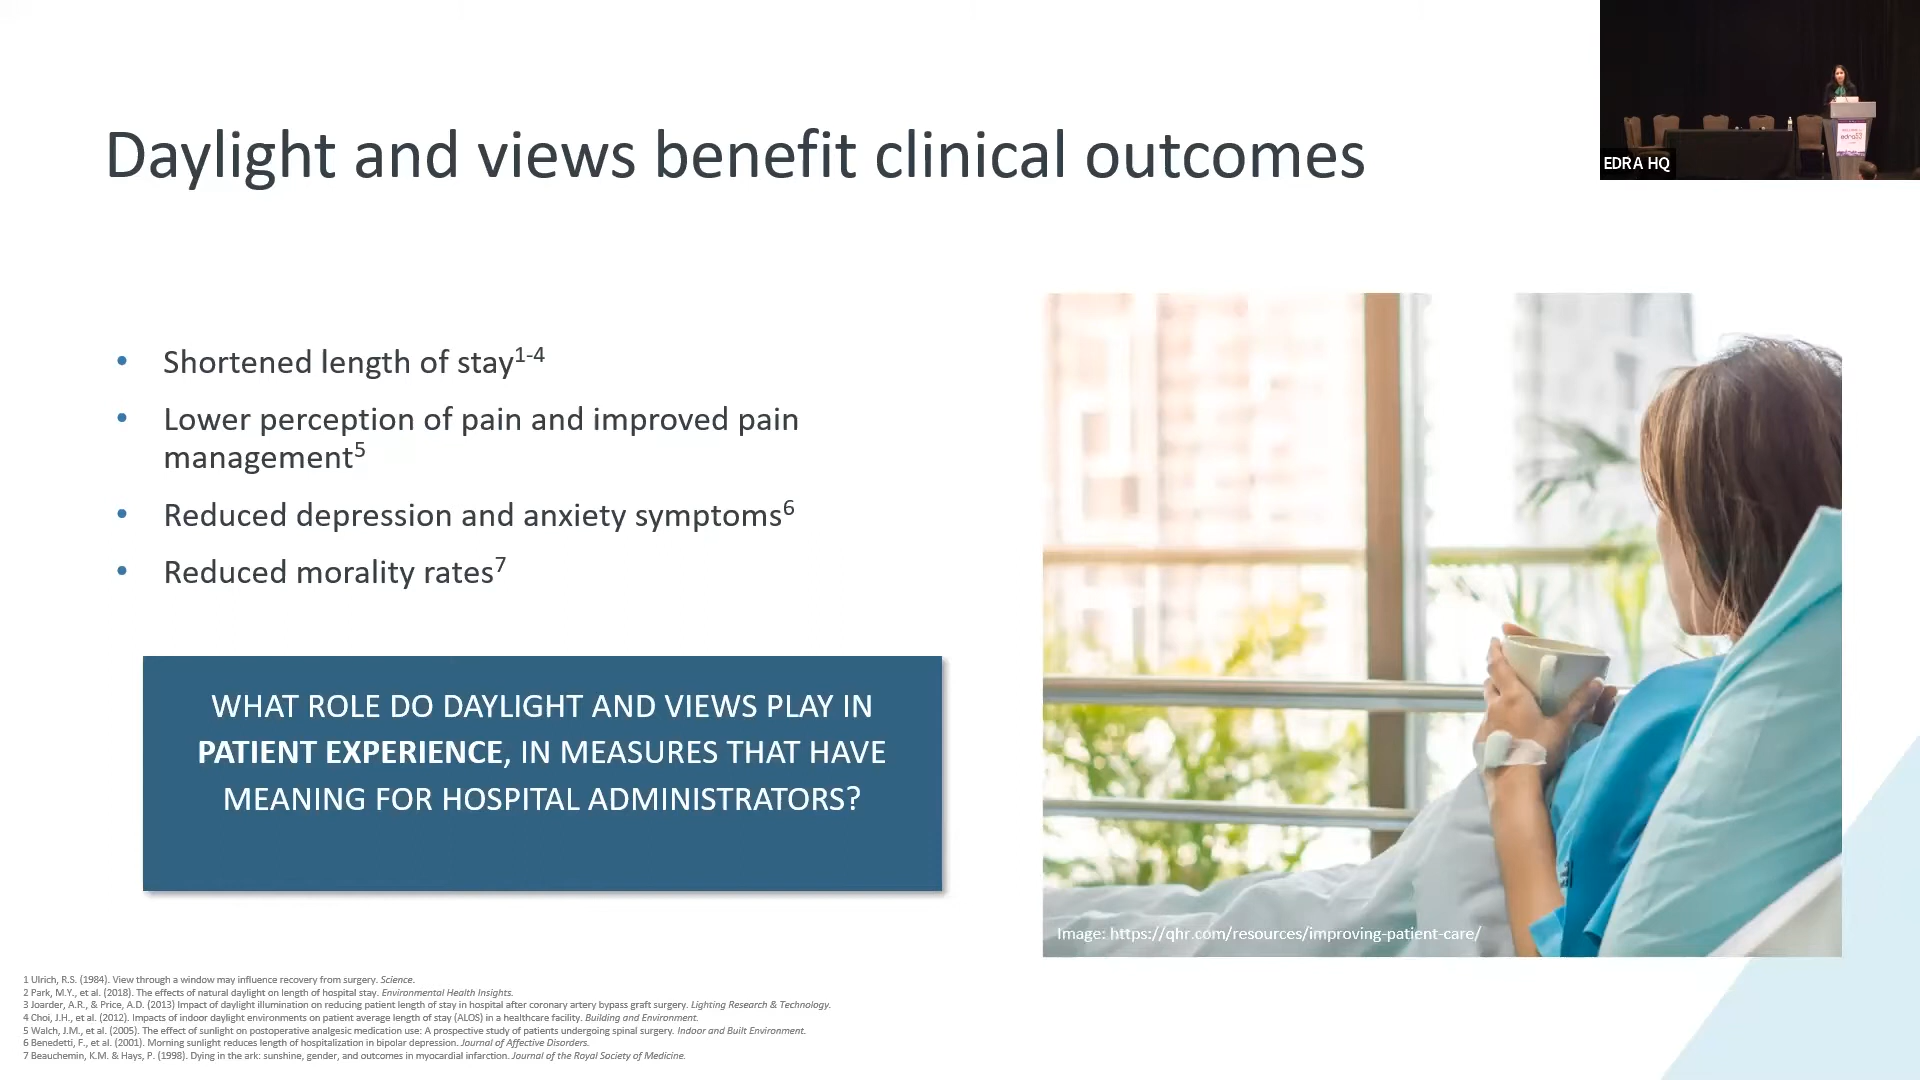 Daylight and views benefit clinical outcomes
EDRA HQ
• Shortened length of stay1-4
• Lower perception of pain and improved pain
management5
• Reduced depression and anxiety symptoms6
• Reduced morality rates7
WHAT ROLE DO DAYLIGHT AND VIEWS PLAY IN
PATIENT EXPERIENCE, IN MEASURES THAT HAVE
MEANING FOR HOSPITAL ADMINISTRATORS?
Image: https://qhr.com/resources/improving-patient-care/
1 Ulrich, R.S. (1984). View through a window may influence recovery from surgery. Science.
2 Park, M.Y., et al. (2018). The effects of natural daylight on length of hospital stay. Environmental Health Insights.
3 Joarder, A.R., & Price, A.D. (2013) Impact of daylight illumination on reducing patient length of stay in hospital after coronary artery bypass graft surgery. Lighting Research & Technology.
4 Choi, J.H., et al. (2012). Impacts of indoor daylight environments on patient average length of stay (ALOS) in a healthcare facility. Building and Environment.
5 Walch, J.M., et al. (2005). The effect of sunlight on postoperative analgesic medication use: A prospective study of patients undergoing spinal surgery. Indoor and Built Environment.
6 Benedetti, F., et al. (2001). Morning sunlight reduces length of hospitalization in bipolar depression. Journal of Affective Disorders.
7 Beauchemin, K.M. & Hays, P. (1998). Dying in the ark: sunshine, gender, and outcomes in myocardial infarction. Journal of the Royal Society of Medicine.